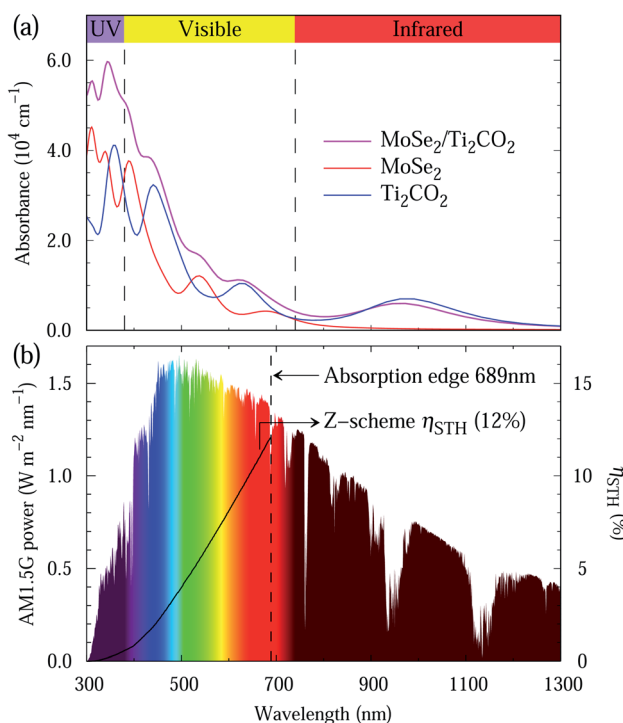 (a)
UV Visible Infrared
Absorbance (10⁴ cm⁻¹)
6.0
4.0
2.0
0.0
MoSe₂/Ti₂CO₂
MoSe₂
Ti₂CO₂
(b)
AM1.5G power (W m⁻² nm⁻¹)
1.5
1.0
0.5
0.0
Absorption edge 689nm
Z–scheme η_STH (12%)
15
10
5
0
η_STH (%)
300 500 700 900 1100 1300
Wavelength (nm)